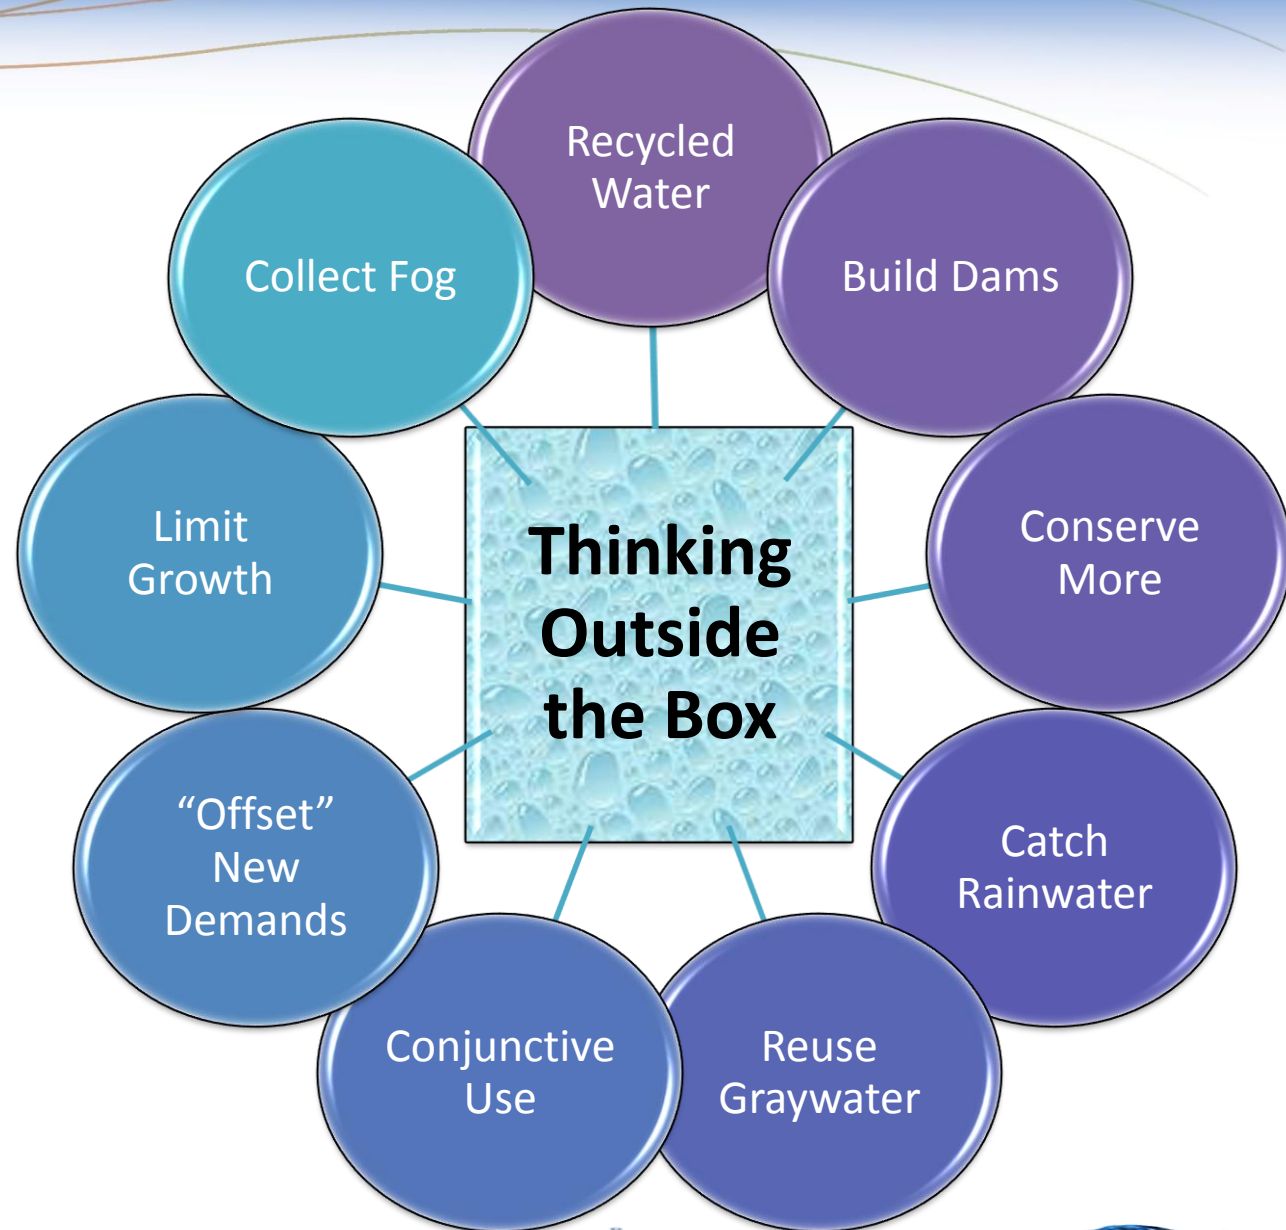 Recycled
Water
Build Dams
Conserve
More
Catch
Rainwater
Reuse
Graywater
Conjunctive
Use
“Offset”
New
Demands
Limit
Growth
Collect Fog
Thinking
Outside
the Box